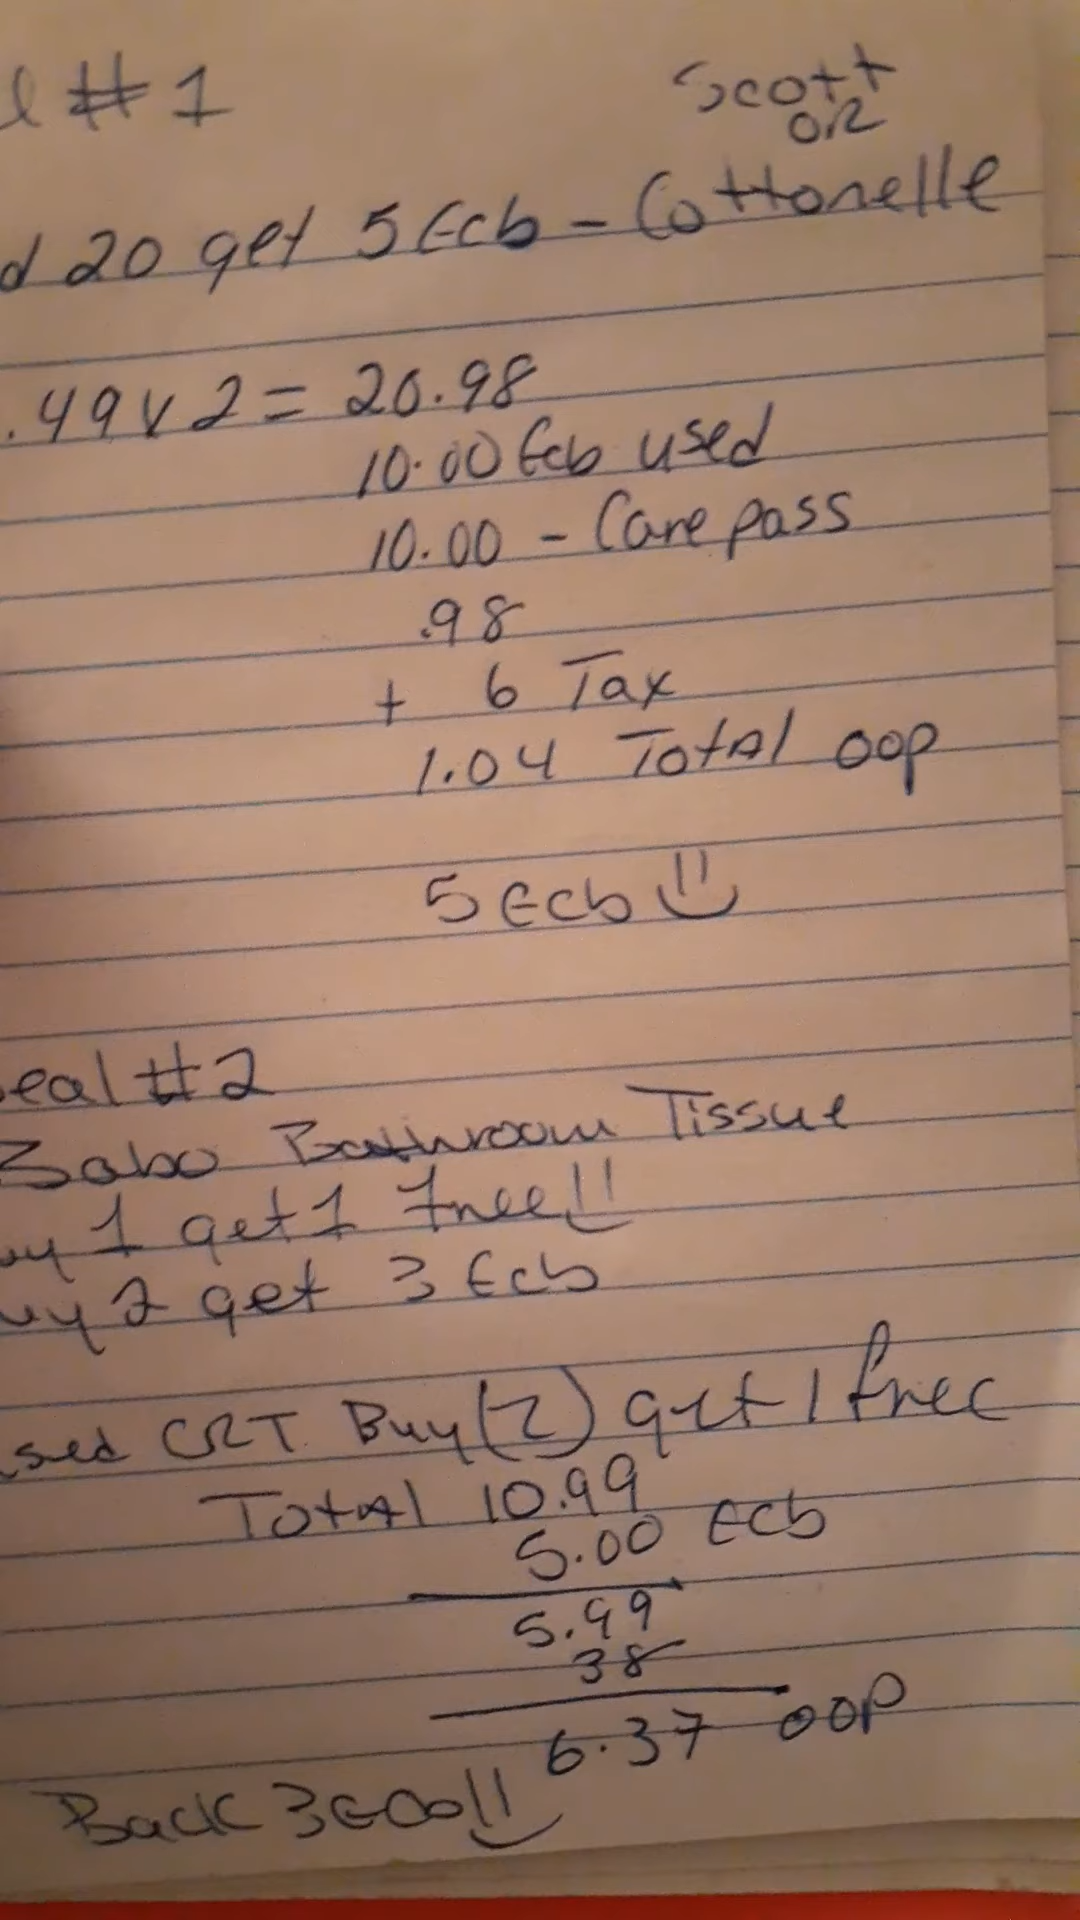 l #1
Scott
OR
d 20 get 5 Ecb - Cottonelle
.49 x 2 = 20.98
10.00 Ecb used
10.00 - Carepass
.98
+ 6 Tax
1.04 Total oop
5 Ecb
eal #2
Bathroom Tissue
uy 1 get 1 free!!
uy 2 get 3 Ecb
sed CRT Buy (2) get 1 free
Total 10.99
5.00 Ecb
5.99
38
6.37 oop
Back 3 Ecb!!